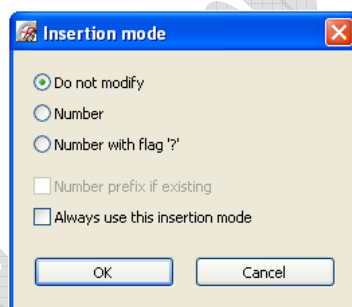 Insertion mode
Do not modify
Number
Number with flag '?'
Number prefix if existing
Always use this insertion mode
OK Cancel